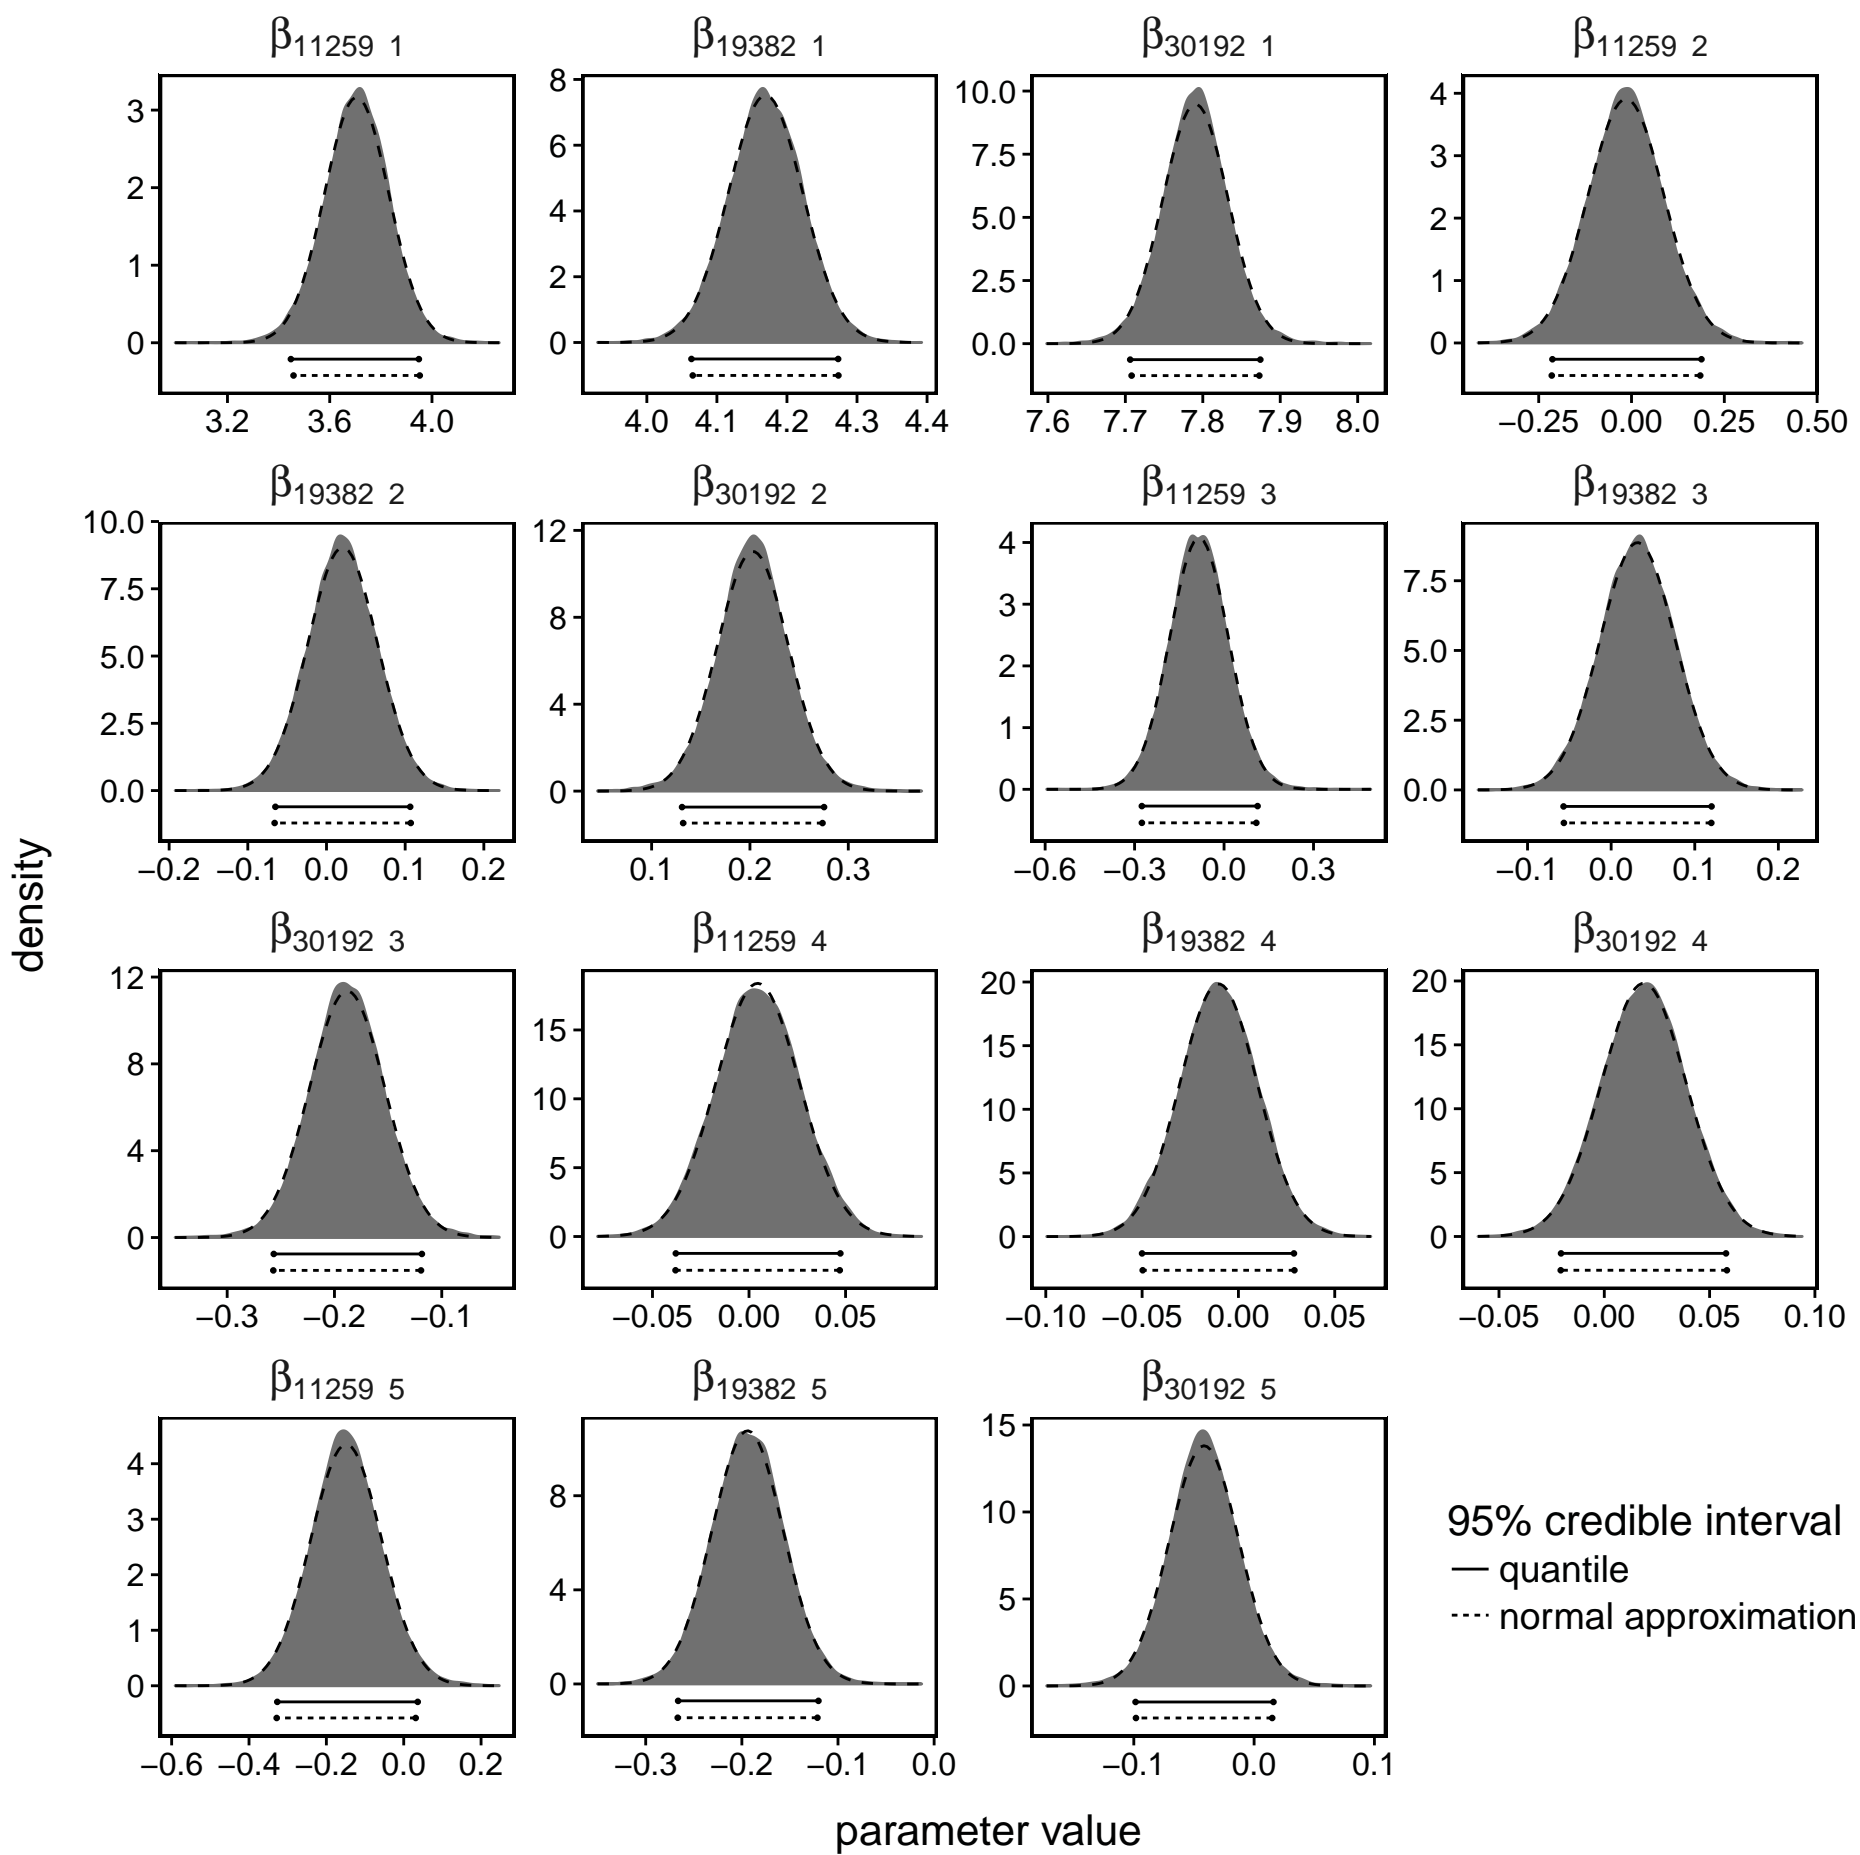 β11259 1 β19382 1 β30192 1 β11259 2
3 2 1 0
8 6 4 2 0
10.0 7.5 5.0 2.5 0.0
4 3 2 1 0
3.2 3.6 4.0
4.0 4.1 4.2 4.3 4.4
7.6 7.7 7.8 7.9 8.0
−0.25 0.00 0.25 0.50
β19382 2 β30192 2 β11259 3 β19382 3
10.0 7.5 5.0 2.5 0.0
12 8 4 0
4 3 2 1 0
7.5 5.0 2.5 0.0
−0.2 −0.1 0.0 0.1 0.2
0.1 0.2 0.3
−0.6 −0.3 0.0 0.3
−0.1 0.0 0.1 0.2
density
β30192 3 β11259 4 β19382 4 β30192 4
12 8 4 0
15 10 5 0
20 15 10 5 0
20 15 10 5 0
−0.3 −0.2 −0.1
−0.05 0.00 0.05
−0.10 −0.05 0.00 0.05
−0.05 0.00 0.05 0.10
β11259 5 β19382 5 β30192 5
4 3 2 1 0
8 4 0
15 10 5 0
−0.6 −0.4 −0.2 0.0 0.2
−0.3 −0.2 −0.1 0.0
−0.1 0.0 0.1
95% credible interval
quantile
normal approximation
parameter value